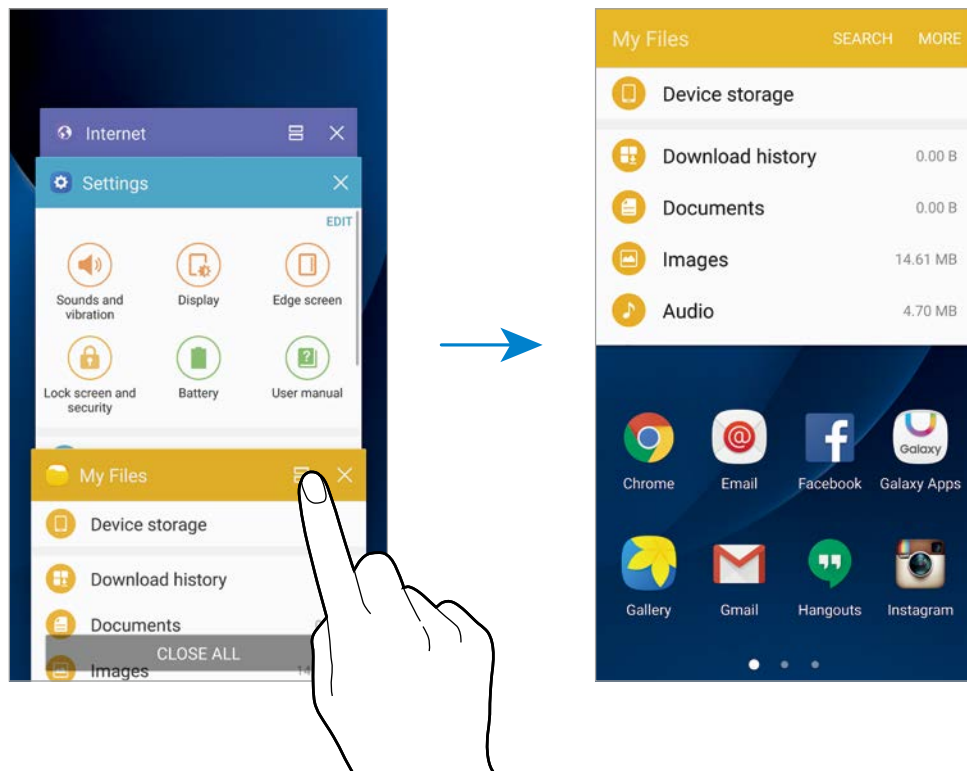 Internet
Settings
EDIT
Sounds and
vibration
Display
Edge screen
Lock screen and
security
Battery
User manual
My Files
Device storage
Download history
Documents
CLOSE ALL
Images
My Files SEARCH MORE
Device storage
Download history 0.00 B
Documents 0.00 B
Images 14.61 MB
Audio 4.70 MB
Galaxy
Chrome Email Facebook Galaxy Apps
Gallery Gmail Hangouts Instagram